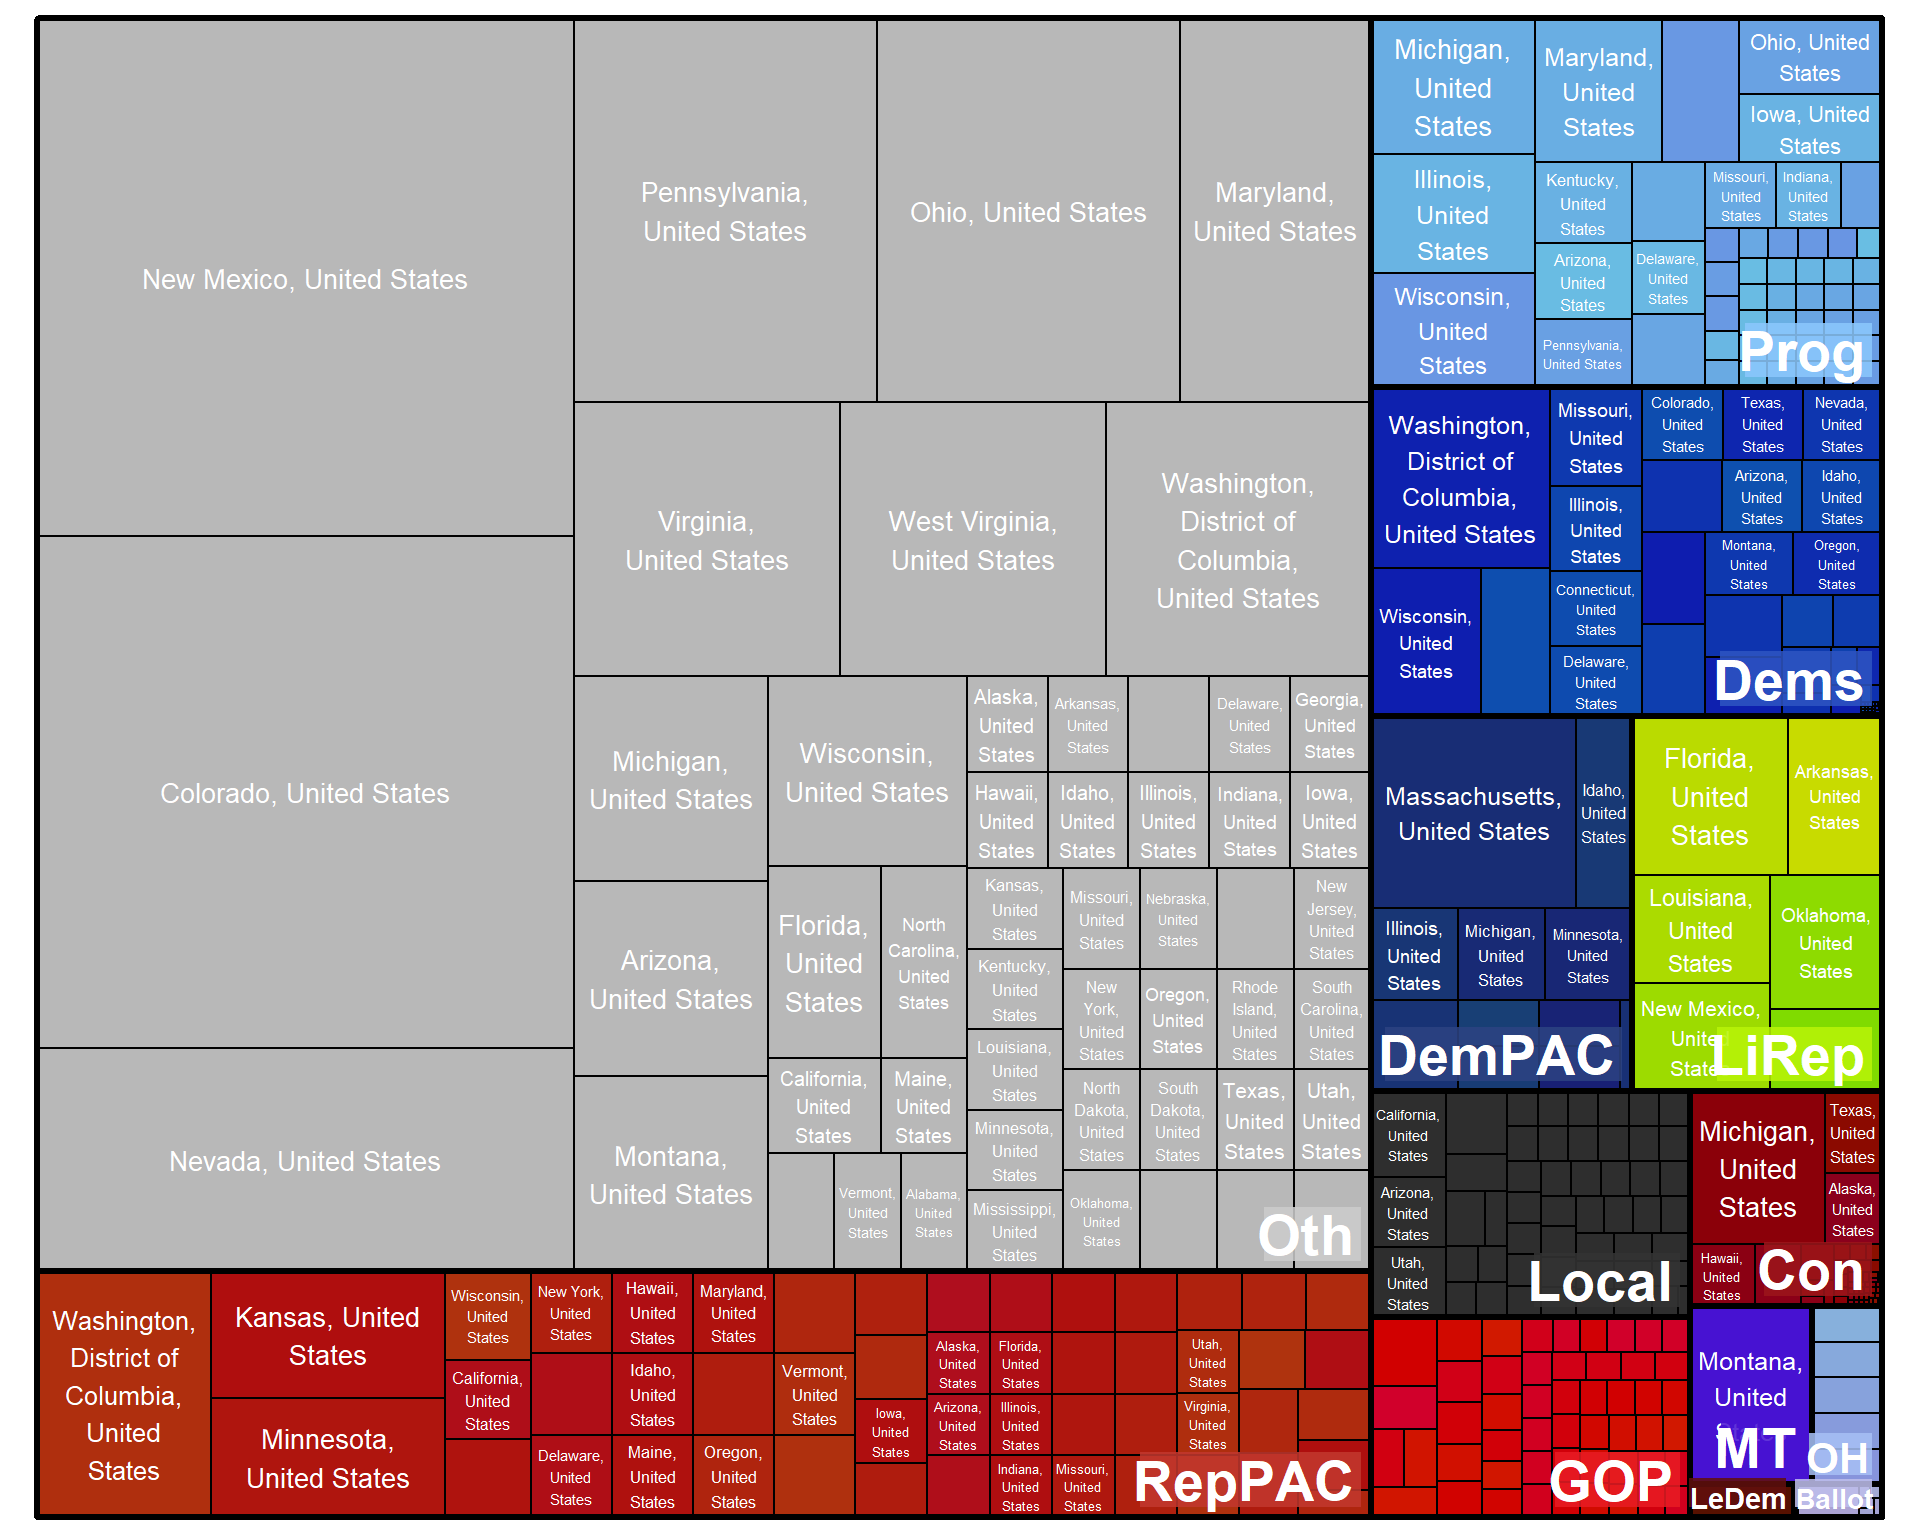 New Mexico, United States
Colorado, United States
Nevada, United States
Pennsylvania,
United States
Ohio, United States
Maryland,
United States
Virginia,
United States
West Virginia,
United States
Washington,
District of
Columbia,
United States
Michigan,
United States
Arizona,
United States
Montana,
United States
Wisconsin,
United States
Florida,
United
States
North
Carolina,
United
States
California,
United
States
Maine,
United
States
Vermont,
United
States
Alabama,
United
States
Alaska,
United
States
Arkansas,
United
States
Delaware,
United
States
Georgia,
United
States
Hawaii,
United
States
Idaho,
United
States
Illinois,
United
States
Indiana,
United
States
Iowa,
United
States
Kansas,
United
States
Kentucky,
United
States
Louisiana,
United
States
Minnesota,
United
States
Mississippi,
United
States
Missouri,
United
States
Nebraska,
United
States
New
Jersey,
United
States
New
York,
United
States
Oregon,
United
States
Rhode
Island,
United
States
South
Carolina,
United
States
North
Dakota,
United
States
South
Dakota,
United
States
Texas,
United
States
Utah,
United
States
Oklahoma,
United
States
Oth
Washington,
District of
Columbia,
United
States
Kansas, United
States
Minnesota,
United States
Wisconsin,
United
States
California,
United
States
New York,
United
States
Delaware,
United
States
Hawaii,
United
States
Idaho,
United
States
Maine,
United
States
Maryland,
United
States
Oregon,
United
States
Vermont,
United
States
Iowa,
United
States
Alaska,
United
States
Arizona,
United
States
Florida,
United
States
Illinois,
United
States
Indiana,
United
States
Missouri,
United
States
Utah,
United
States
Virginia,
United
States
RepPAC
Michigan,
United
States
Illinois,
United
States
Wisconsin,
United
States
Maryland,
United
States
Ohio, United
States
Iowa, United
States
Kentucky,
United
States
Arizona,
United
States
Pennsylvania,
United States
Delaware,
United
States
Missouri,
United
States
Indiana,
United
States
Prog
Washington,
District of
Columbia,
United States
Wisconsin,
United
States
Missouri,
United
States
Illinois,
United
States
Connecticut,
United
States
Delaware,
United
States
Colorado,
United
States
Texas,
United
States
Nevada,
United
States
Arizona,
United
States
Idaho,
United
States
Montana,
United
States
Oregon,
United
States
Dems
Massachusetts,
United States
Idaho,
United
States
Illinois,
United
States
Michigan,
United
States
Minnesota,
United
States
DemPAC
Florida,
United
States
Arkansas,
United
States
Louisiana,
United
States
Oklahoma,
United
States
New Mexico,
United
States
LiRep
California,
United
States
Arizona,
United
States
Utah,
United
States
Local
Michigan,
United
States
Texas,
United
States
Alaska,
United
States
Hawaii,
United
States
Con
GOP
Montana,
United
States
MT
OH
LeDem
Ballot